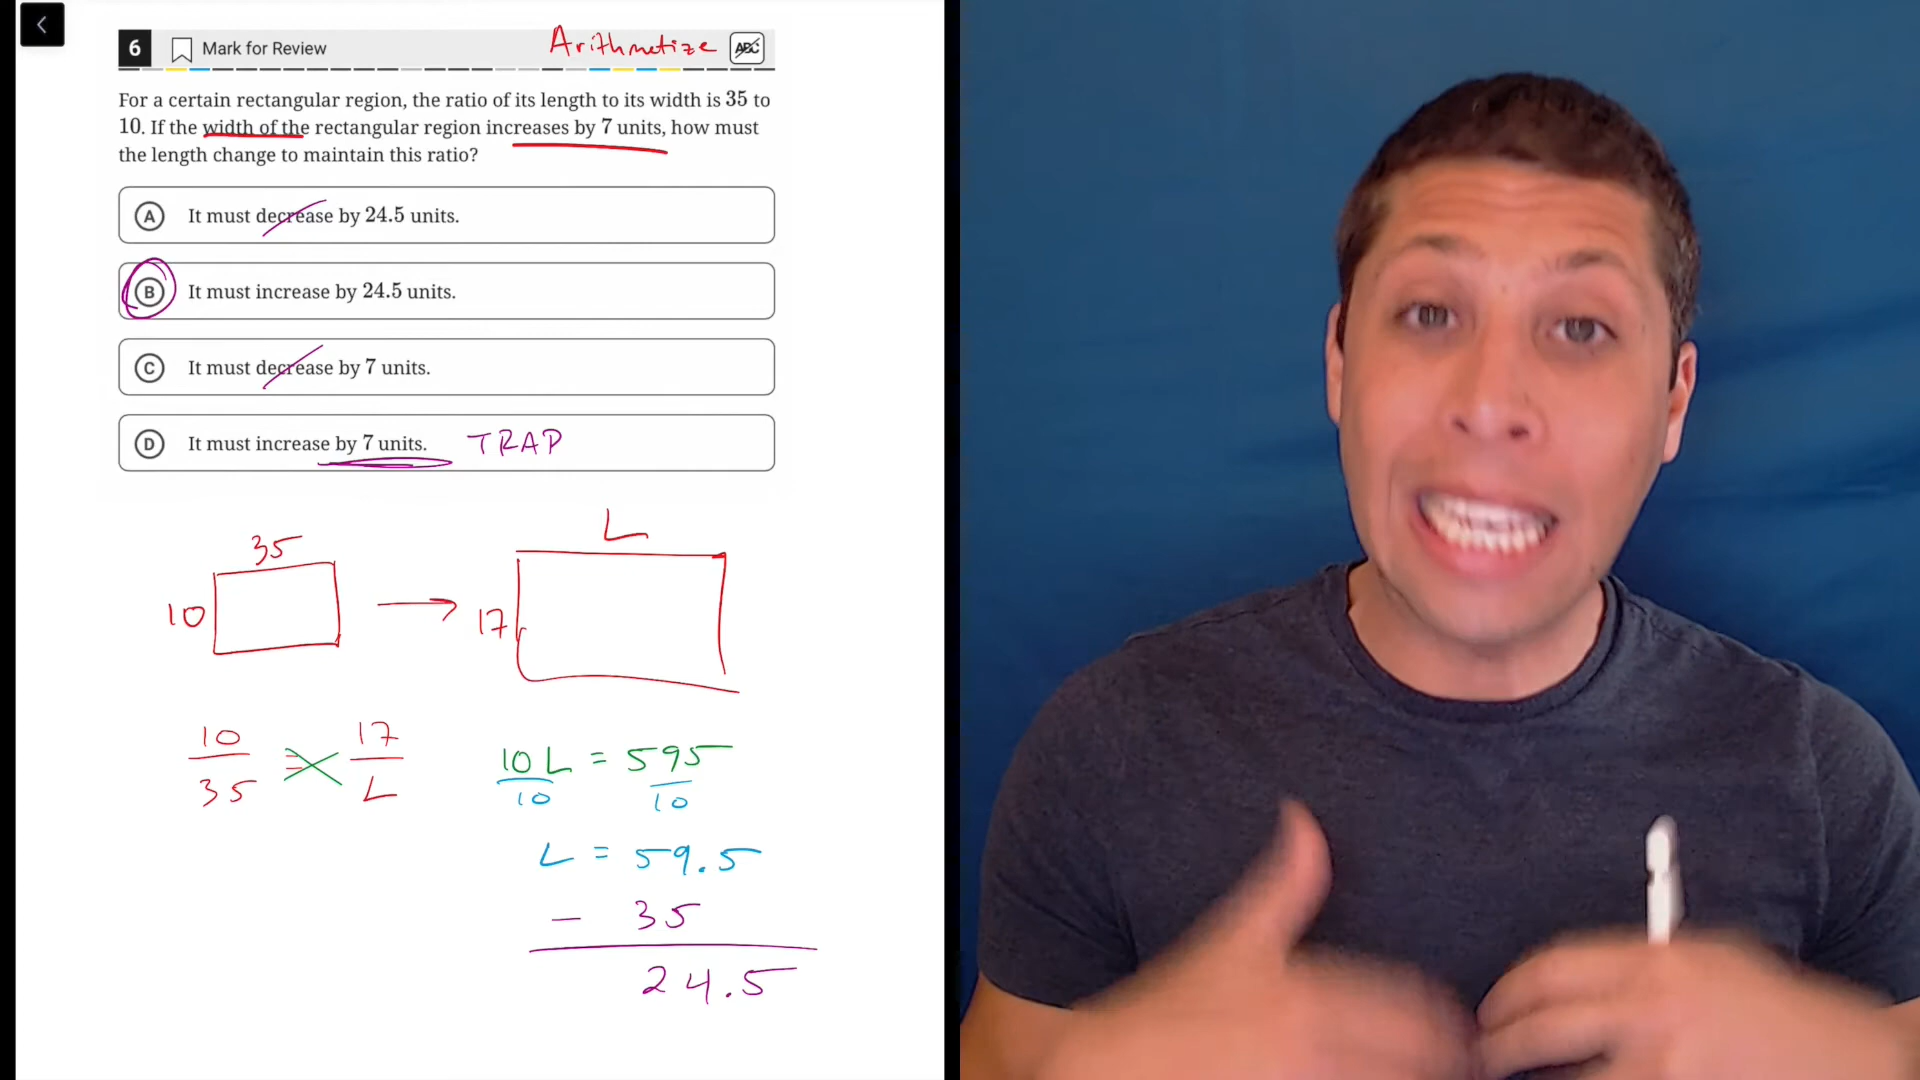 6 Mark for Review Arithmetize ABC
For a certain rectangular region, the ratio of its length to its width is 35 to
10. If the width of the rectangular region increases by 7 units, how must
the length change to maintain this ratio?
A It must decrease by 24.5 units.
B It must increase by 24.5 units.
C It must decrease by 7 units.
D It must increase by 7 units. TRAP
35
L
10
17
10/35 = 17/L
10L = 595
10 10
L = 59.5
- 35
24.5